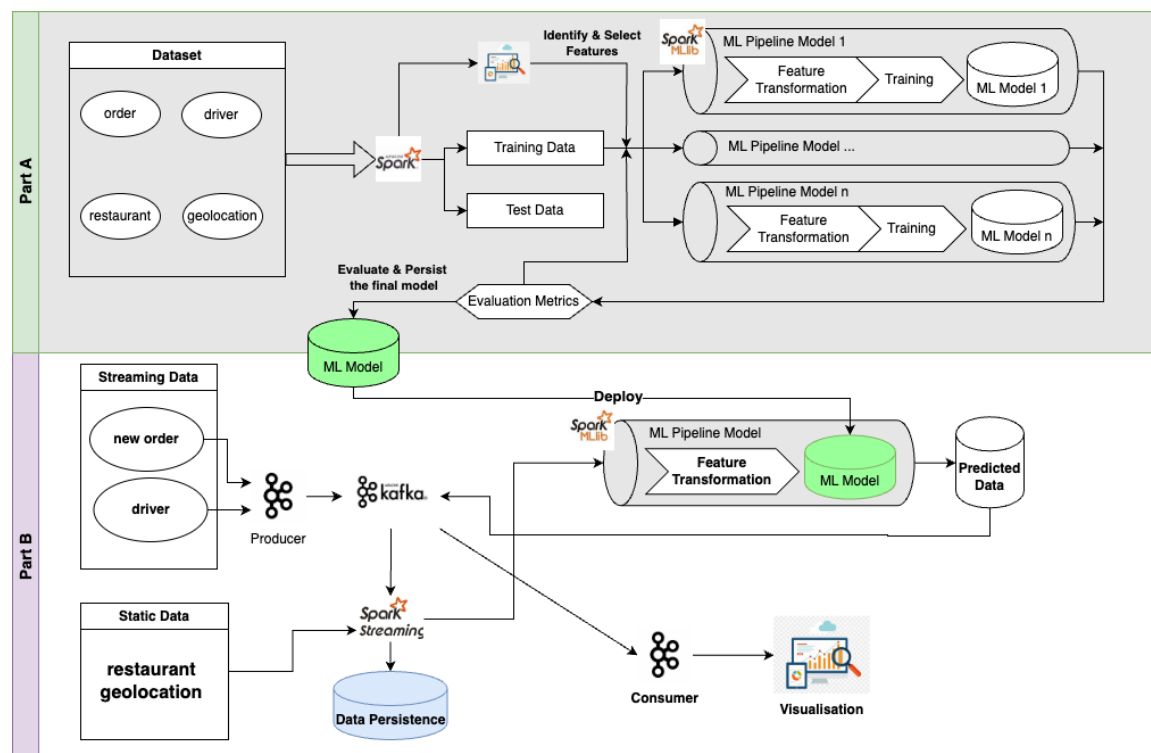 Part A
Dataset
order
driver
restaurant
geolocation
APACHE
Spark
Identify & Select
Features
Training Data
Test Data
Spark
MLlib
ML Pipeline Model 1
Feature
Transformation
Training
ML Model 1
ML Pipeline Model ...
ML Pipeline Model n
Feature
Transformation
Training
ML Model n
Evaluate & Persist
the final model
Evaluation Metrics
ML Model
Part B
Streaming Data
new order
driver
Producer
APACHE
kafka
Deploy
Spark
MLlib
ML Pipeline Model
Feature
Transformation
ML Model
Predicted
Data
Static Data
restaurant
geolocation
Spark
Streaming
Data Persistence
Consumer
Visualisation